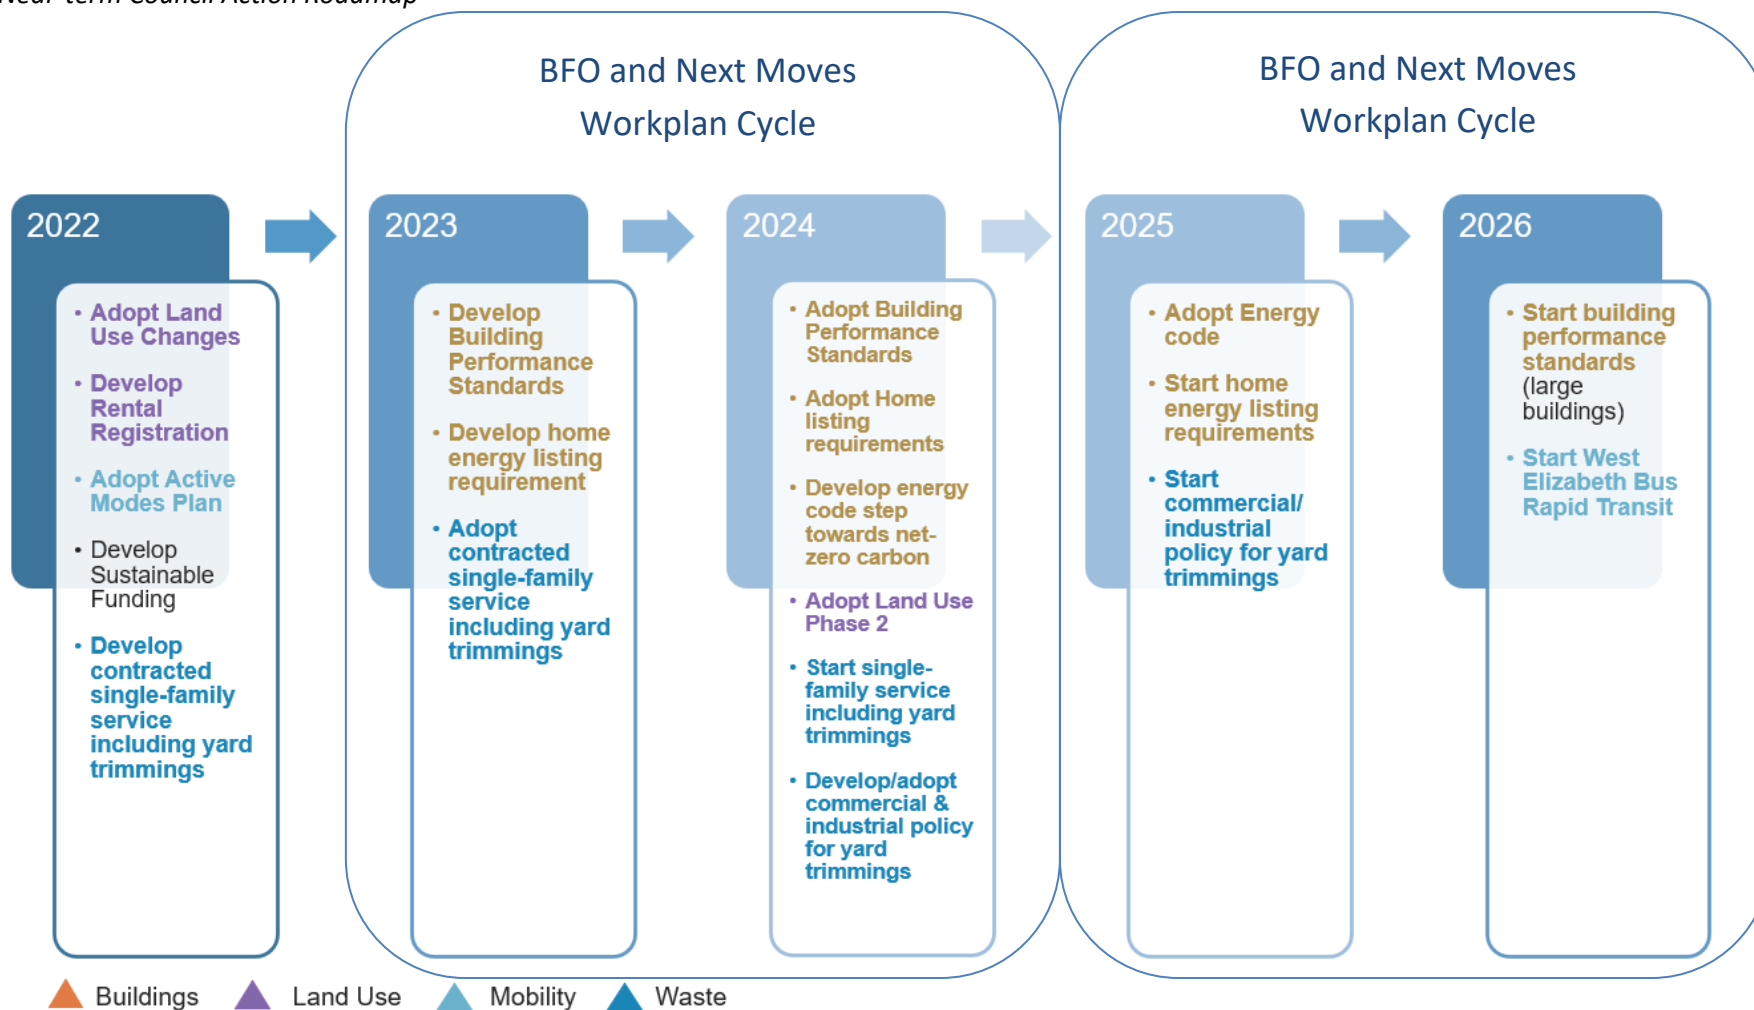 Near-term Council Action Roadmap
BFO and Next Moves
Workplan Cycle
BFO and Next Moves
Workplan Cycle
2022
• Adopt Land
Use Changes
• Develop
Rental
Registration
• Adopt Active
Modes Plan
• Develop
Sustainable
Funding
• Develop
contracted
single-family
service
including yard
trimmings
2023
• Develop
Building
Performance
Standards
• Develop home
energy listing
requirement
• Adopt
contracted
single-family
service
including yard
trimmings
2024
• Adopt Building
Performance
Standards
• Adopt Home
listing
requirements
• Develop energy
code step
towards net-
zero carbon
• Adopt Land Use
Phase 2
• Start single-
family service
including yard
trimmings
• Develop/adopt
commercial &
industrial policy
for yard
trimmings
2025
• Adopt Energy
code
• Start home
energy listing
requirements
• Start
commercial/
industrial
policy for yard
trimmings
2026
• Start building
performance
standards
(large
buildings)
• Start West
Elizabeth Bus
Rapid Transit
Buildings
Land Use
Mobility
Waste